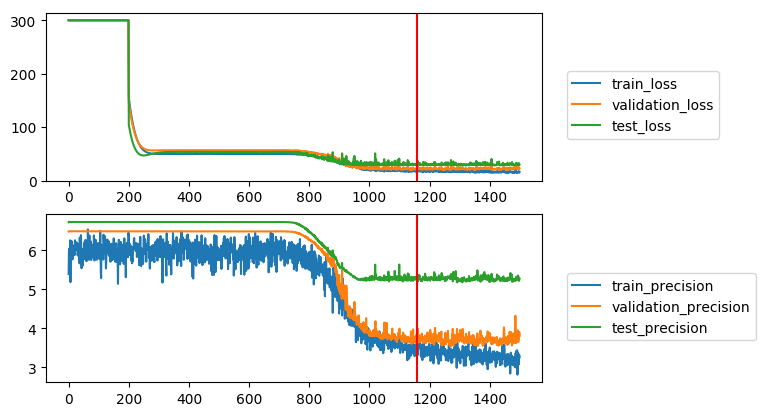 300
200
100
0
0 200 400 600 800 1000 1200 1400
train_loss
validation_loss
test_loss
6
5
4
3
0 200 400 600 800 1000 1200 1400
train_precision
validation_precision
test_precision